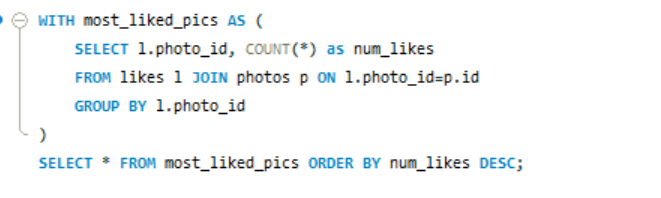 WITH most_liked_pics AS (
SELECT l.photo_id, COUNT(*) as num_likes
FROM likes l JOIN photos p ON l.photo_id=p.id
GROUP BY l.photo_id
)
SELECT * FROM most_liked_pics ORDER BY num_likes DESC;